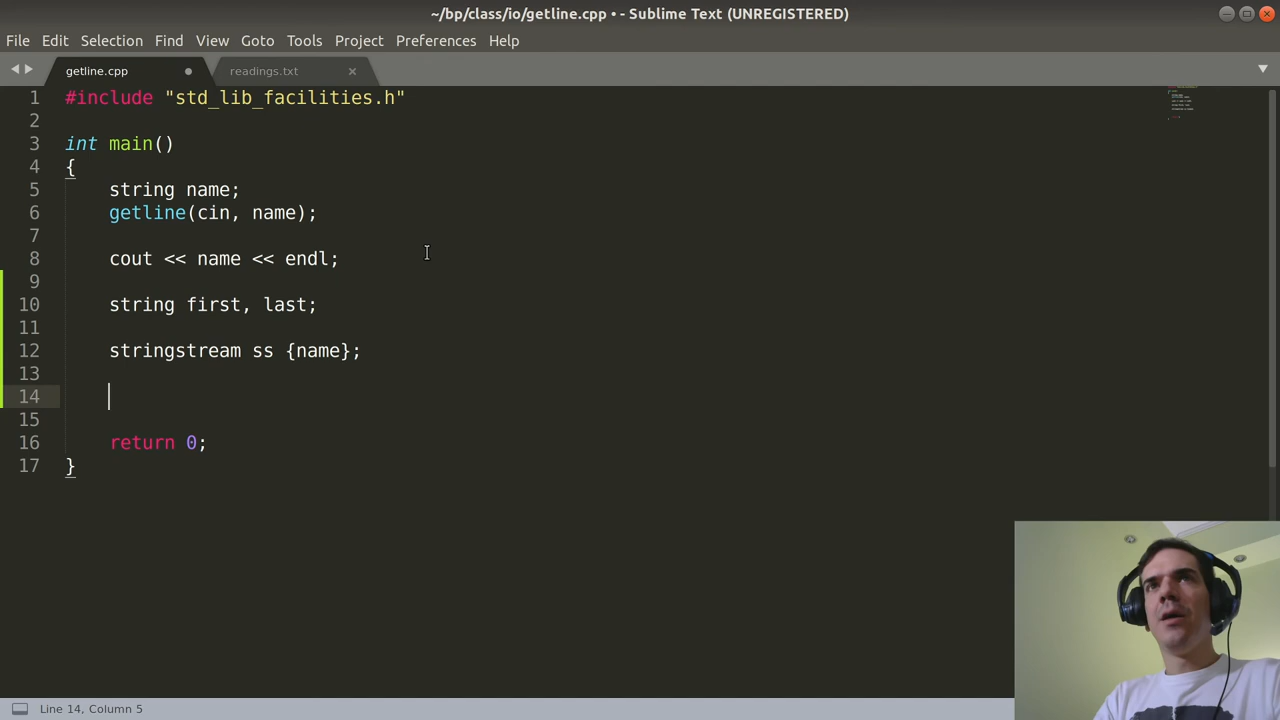 ~/bp/class/io/getline.cpp • - Sublime Text (UNREGISTERED)
File Edit Selection Find View Goto Tools Project Preferences Help
getline.cpp readings.txt
1 #include "std_lib_facilities.h"
2
3 int main()
4 {
5 string name;
6 getline(cin, name);
7
8 cout << name << endl;
9
10 string first, last;
11
12 stringstream ss {name};
13
14
15
16 return 0;
17 }
Line 14, Column 5